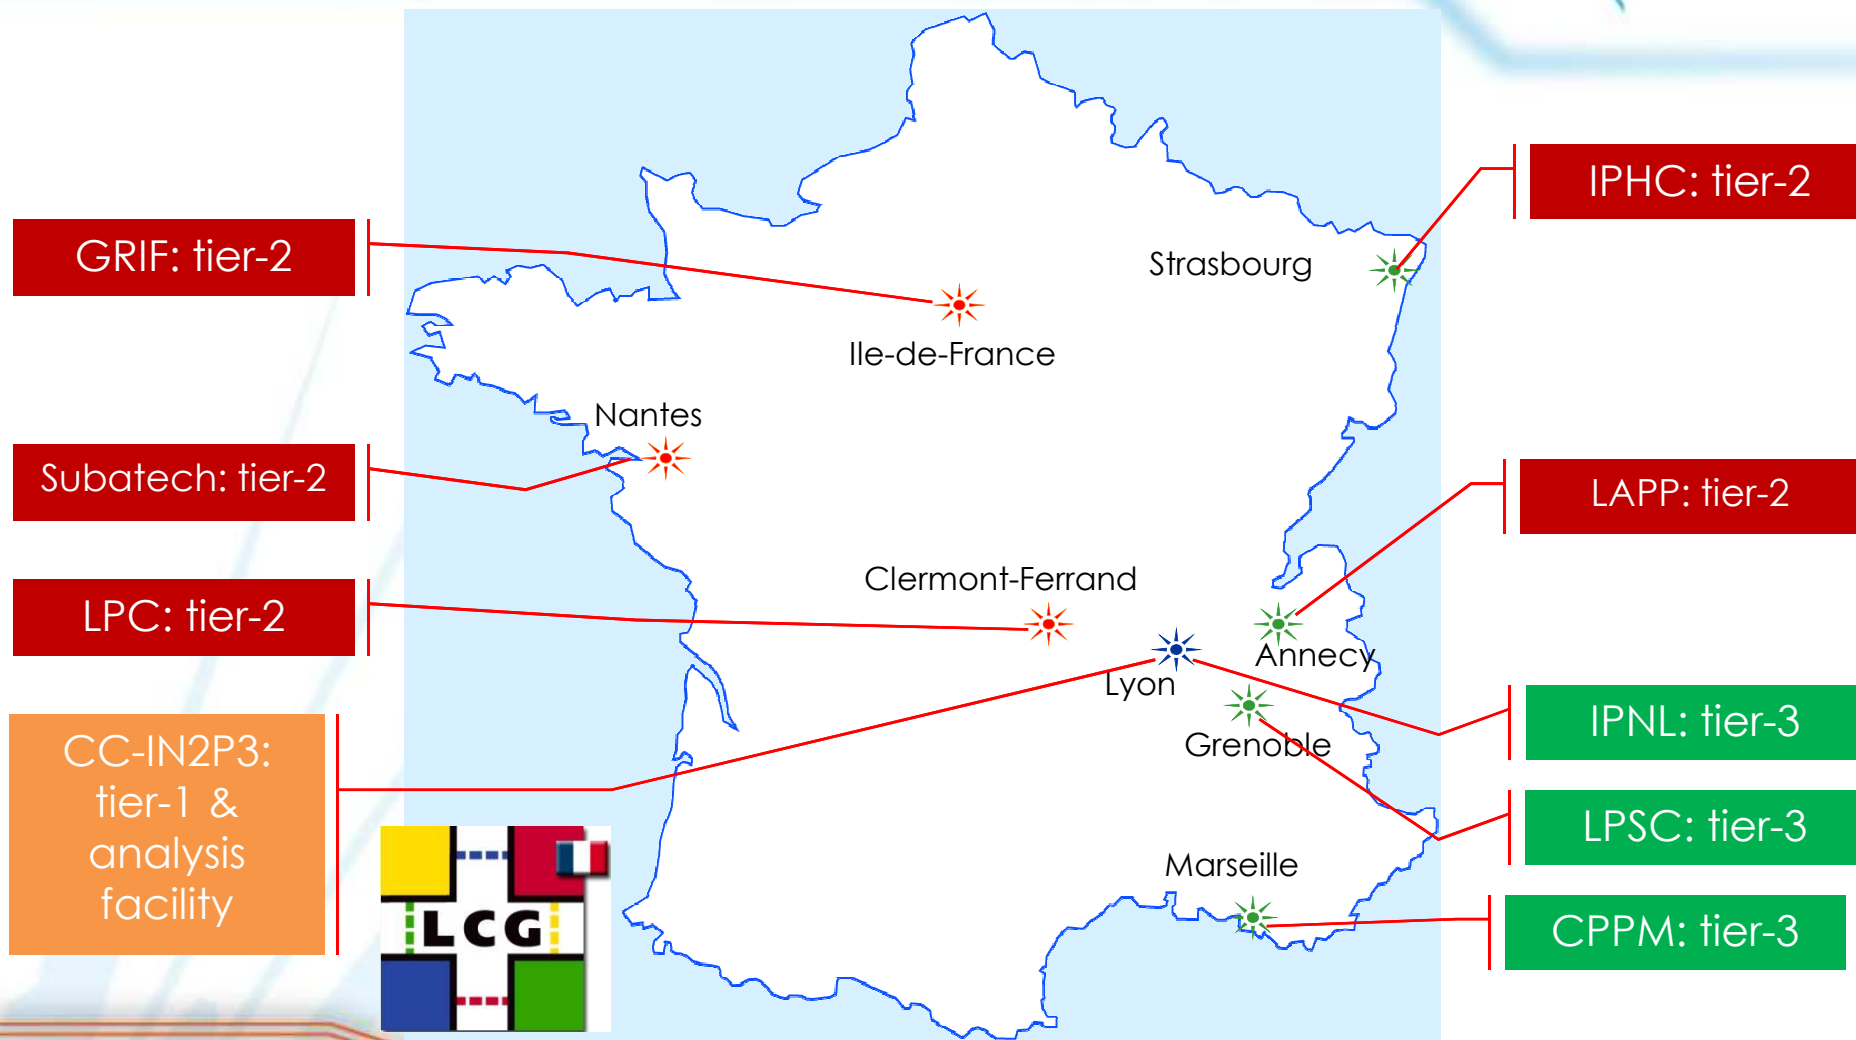 IPHC: tier-2
GRIF: tier-2
Strasbourg
Ile-de-France
Nantes
Subatech: tier-2
LAPP: tier-2
Clermont-Ferrand
LPC: tier-2
Annecy
Lyon
IPNL: tier-3
Grenoble
CC-IN2P3:
tier-1 &
analysis
facility
LPSC: tier-3
Marseille
LCG
CPPM: tier-3